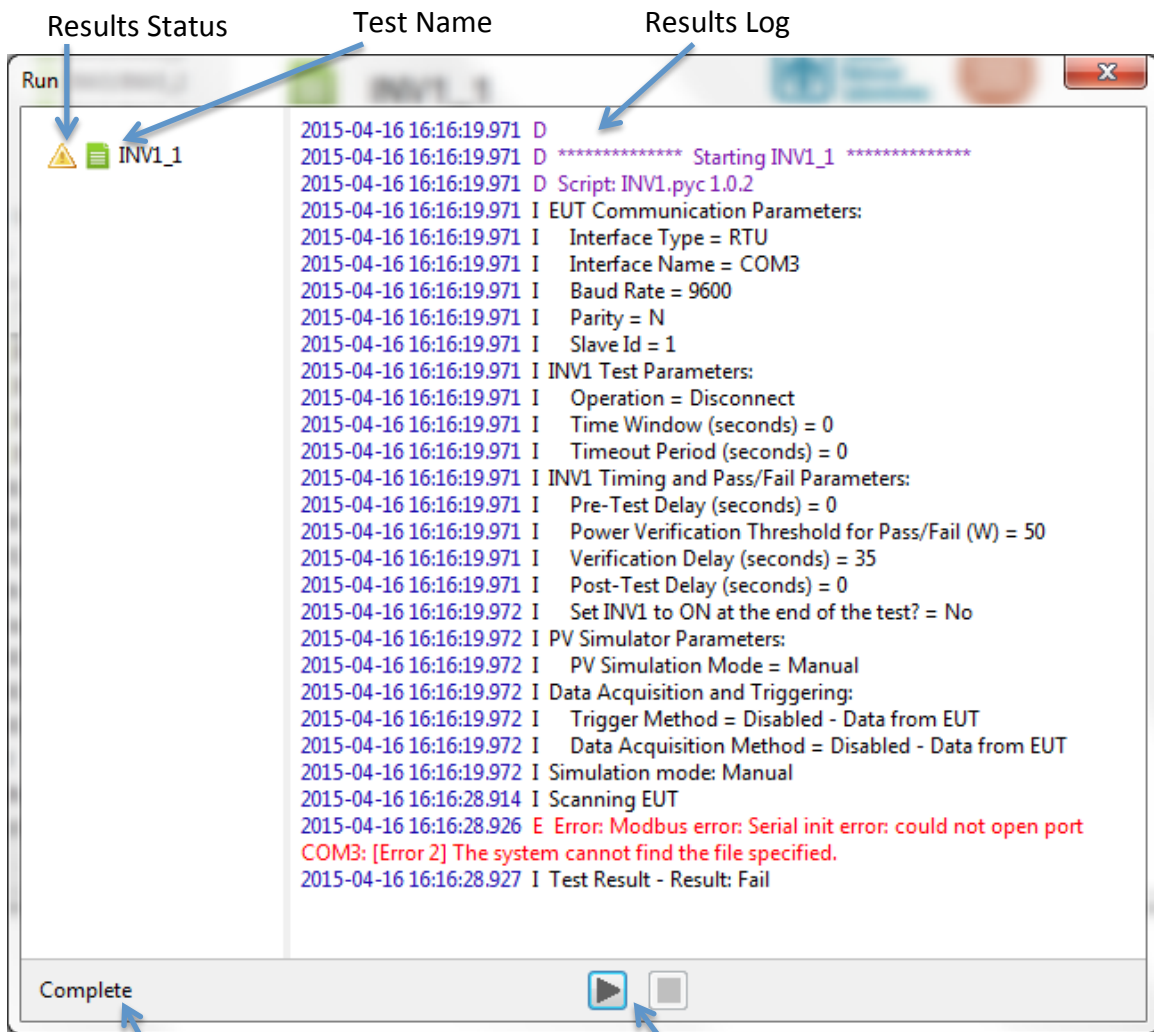 Results Status
Test Name
Results Log
Run
INV1_1
2015-04-16 16:16:19.971 D
2015-04-16 16:16:19.971 D ************** Starting INV1_1 **************
2015-04-16 16:16:19.971 D Script: INV1.pyc 1.0.2
2015-04-16 16:16:19.971 I EUT Communication Parameters:
2015-04-16 16:16:19.971 I Interface Type = RTU
2015-04-16 16:16:19.971 I Interface Name = COM3
2015-04-16 16:16:19.971 I Baud Rate = 9600
2015-04-16 16:16:19.971 I Parity = N
2015-04-16 16:16:19.971 I Slave Id = 1
2015-04-16 16:16:19.971 I INV1 Test Parameters:
2015-04-16 16:16:19.971 I Operation = Disconnect
2015-04-16 16:16:19.971 I Time Window (seconds) = 0
2015-04-16 16:16:19.971 I Timeout Period (seconds) = 0
2015-04-16 16:16:19.971 I INV1 Timing and Pass/Fail Parameters:
2015-04-16 16:16:19.971 I Pre-Test Delay (seconds) = 0
2015-04-16 16:16:19.971 I Power Verification Threshold for Pass/Fail (W) = 50
2015-04-16 16:16:19.971 I Verification Delay (seconds) = 35
2015-04-16 16:16:19.971 I Post-Test Delay (seconds) = 0
2015-04-16 16:16:19.972 I Set INV1 to ON at the end of the test? = No
2015-04-16 16:16:19.972 I PV Simulator Parameters:
2015-04-16 16:16:19.972 I PV Simulation Mode = Manual
2015-04-16 16:16:19.972 I Data Acquisition and Triggering:
2015-04-16 16:16:19.972 I Trigger Method = Disabled - Data from EUT
2015-04-16 16:16:19.972 I Data Acquisition Method = Disabled - Data from EUT
2015-04-16 16:16:19.972 I Simulation mode: Manual
2015-04-16 16:16:28.914 I Scanning EUT
2015-04-16 16:16:28.926 E Error: Modbus error: Serial init error: could not open port
COM3: [Error 2] The system cannot find the file specified.
2015-04-16 16:16:28.927 I Test Result - Result: Fail
Complete